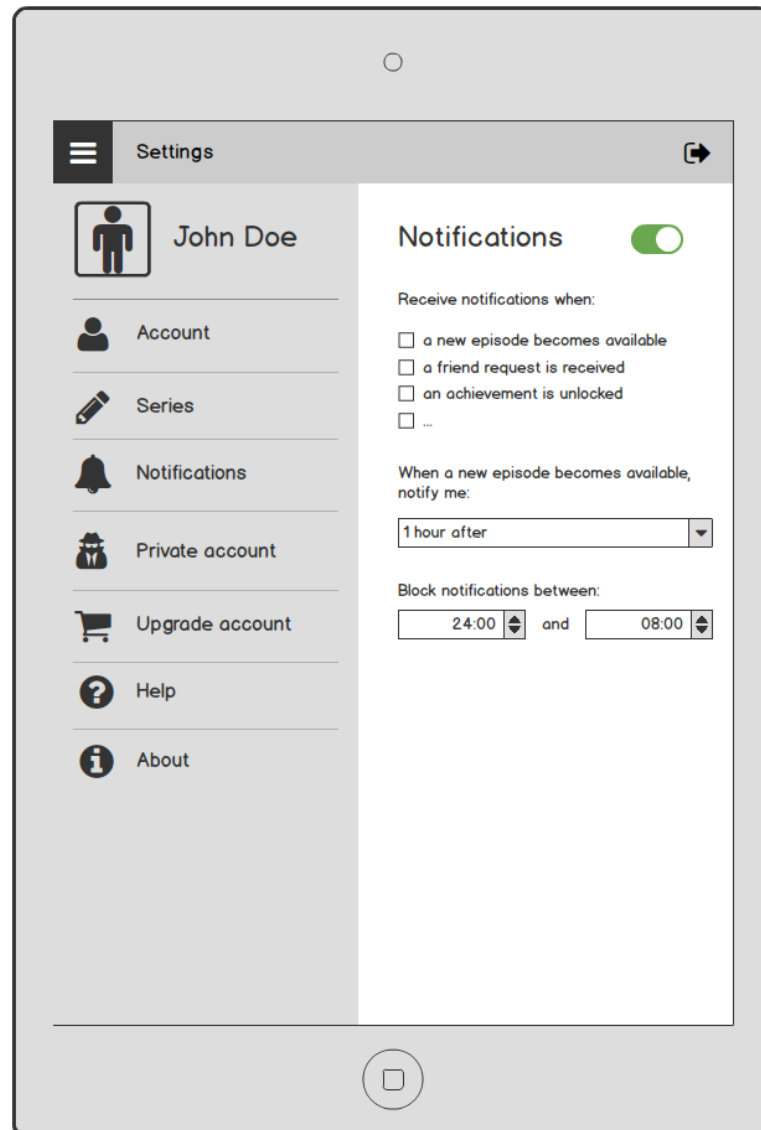 Settings
John Doe
Account
Series
Notifications
Private account
Upgrade account
Help
About
Notifications
Receive notifications when:
a new episode becomes available
a friend request is received
an achievement is unlocked
...
When a new episode becomes available,
notify me:
1 hour after
Block notifications between:
24:00 and 08:00